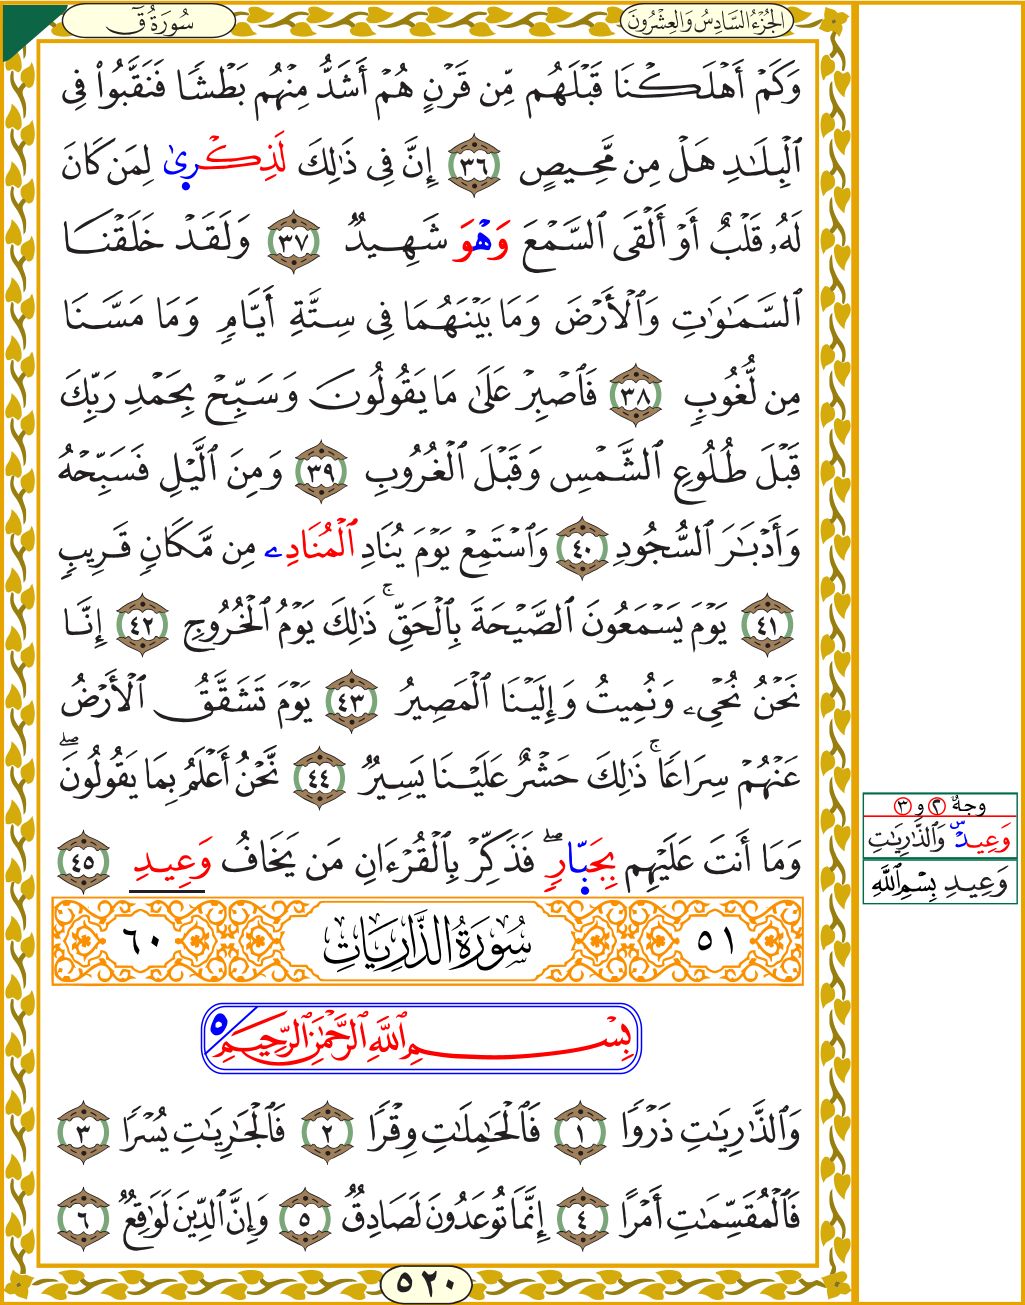 سُورَةُ قٓ
الجُزْءُ السَّادِسُ وَالعِشْرُونَ
وَكَمْ أَهْلَكْنَا قَبْلَهُم مِّن قَرْنٍ هُمْ أَشَدُّ مِنْهُم بَطْشًا فَنَقَّبُوا۟ فِى
ٱلْبِلَٰدِ هَلْ مِن مَّحِيصٍ ٣٦ إِنَّ فِى ذَٰلِكَ لَذِكْرِىٰ لِمَن كَانَ
لَهُۥ قَلْبٌ أَوْ أَلْقَى ٱلسَّمْعَ وَهْوَ شَهِيدٌ ٣٧ وَلَقَدْ خَلَقْنَا
ٱلسَّمَٰوَٰتِ وَٱلْأَرْضَ وَمَا بَيْنَهُمَا فِى سِتَّةِ أَيَّامٍ وَمَا مَسَّنَا
مِن لُّغُوبٍ ٣٨ فَٱصْبِرْ عَلَىٰ مَا يَقُولُونَ وَسَبِّحْ بِحَمْدِ رَبِّكَ
قَبْلَ طُلُوعِ ٱلشَّمْسِ وَقَبْلَ ٱلْغُرُوبِ ٣٩ وَمِنَ ٱلَّيْلِ فَسَبِّحْهُ
وَأَدْبَٰرَ ٱلسُّجُودِ ٤٠ وَٱسْتَمِعْ يَوْمَ يُنَادِ ٱلْمُنَادِۦ مِن مَّكَانٍ قَرِيبٍ
٤١ يَوْمَ يَسْمَعُونَ ٱلصَّيْحَةَ بِٱلْحَقِّ ۚ ذَٰلِكَ يَوْمُ ٱلْخُرُوجِ ٤٢ إِنَّا
نَحْنُ نُحْىِۦ وَنُمِيتُ وَإِلَيْنَا ٱلْمَصِيرُ ٤٣ يَوْمَ تَشَقَّقُ ٱلْأَرْضُ
عَنْهُمْ سِرَاعًا ۚ ذَٰلِكَ حَشْرٌ عَلَيْنَا يَسِيرٌ ٤٤ نَّحْنُ أَعْلَمُ بِمَا يَقُولُونَ ۖ
وَمَا أَنتَ عَلَيْهِم بِجَبَّارٍ ۖ فَذَكِّرْ بِٱلْقُرْءَانِ مَن يَخَافُ وَعِيدِ ٤٥
٥١ سُورَةُ الذَّارِيَاتِ ٦٠
بِسْمِ ٱللَّهِ ٱلرَّحْمَٰنِ ٱلرَّحِيمِ ٥
وَٱلذَّٰرِيَٰتِ ذَرْوًا ١ فَٱلْحَٰمِلَٰتِ وِقْرًا ٢ فَٱلْجَٰرِيَٰتِ يُسْرًا ٣
فَٱلْمُقَسِّمَٰتِ أَمْرًا ٤ إِنَّمَا تُوعَدُونَ لَصَادِقٌ ٥ وَإِنَّ ٱلدِّينَ لَوَٰقِعٌ ٦
٥٢٠
وجهٌ ٢ و ٣
وَعِيدِ س وَٱلذَّٰرِيَٰتِ
وَعِيدِ بِسْمِ ٱللَّهِ